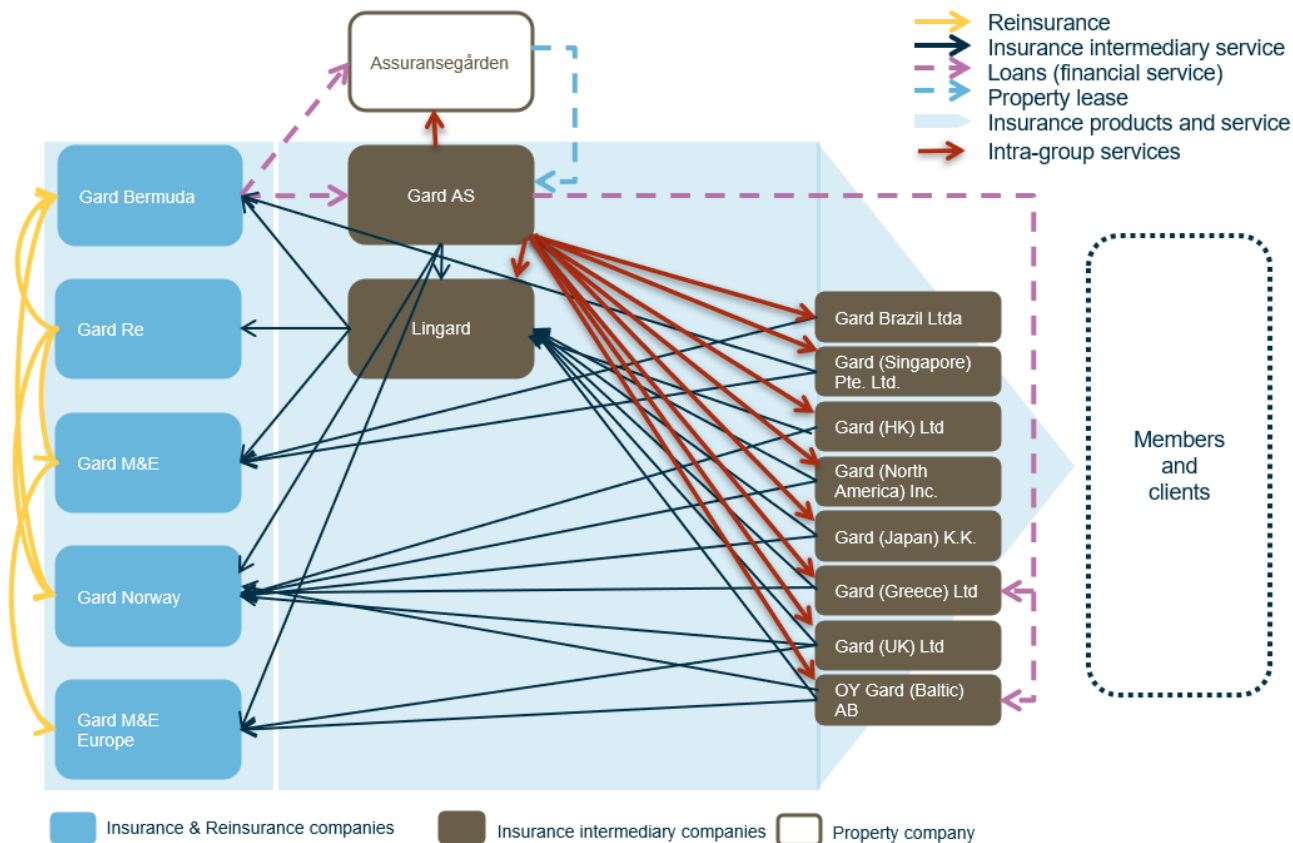 Reinsurance
Insurance intermediary service
Loans (financial service)
Property lease
Insurance products and service
Intra-group services
Assuransegården
Gard Bermuda
Gard AS
Gard Re
Lingard
Gard M&E
Gard Norway
Gard M&E
Europe
Gard Brazil Ltda
Gard (Singapore)
Pte. Ltd.
Gard (HK) Ltd
Gard (North
America) Inc.
Gard (Japan) K.K.
Gard (Greece) Ltd
Gard (UK) Ltd
OY Gard (Baltic)
AB
Members
and
clients
Insurance & Reinsurance companies
Insurance intermediary companies
Property company